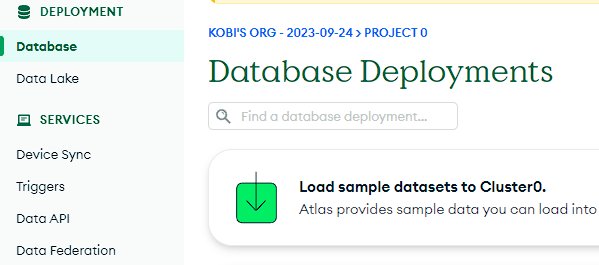 DEPLOYMENT
Database
Data Lake
SERVICES
Device Sync
Triggers
Data API
Data Federation
KOBI'S ORG - 2023-09-24 > PROJECT 0
Database Deployments
Find a database deployment...
Load sample datasets to Cluster0.
Atlas provides sample data you can load into